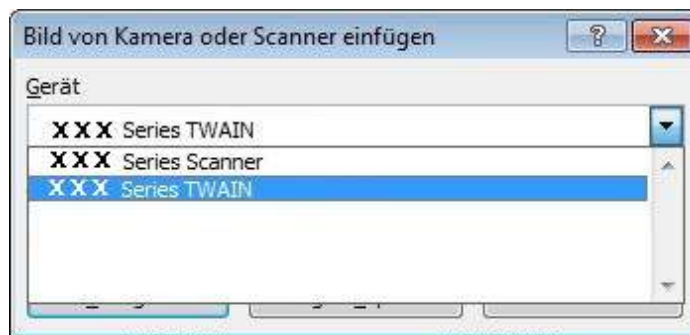 Bild von Kamera oder Scanner einfügen
?
Gerät
XXX Series TWAIN
XXX Series Scanner
XXX Series TWAIN